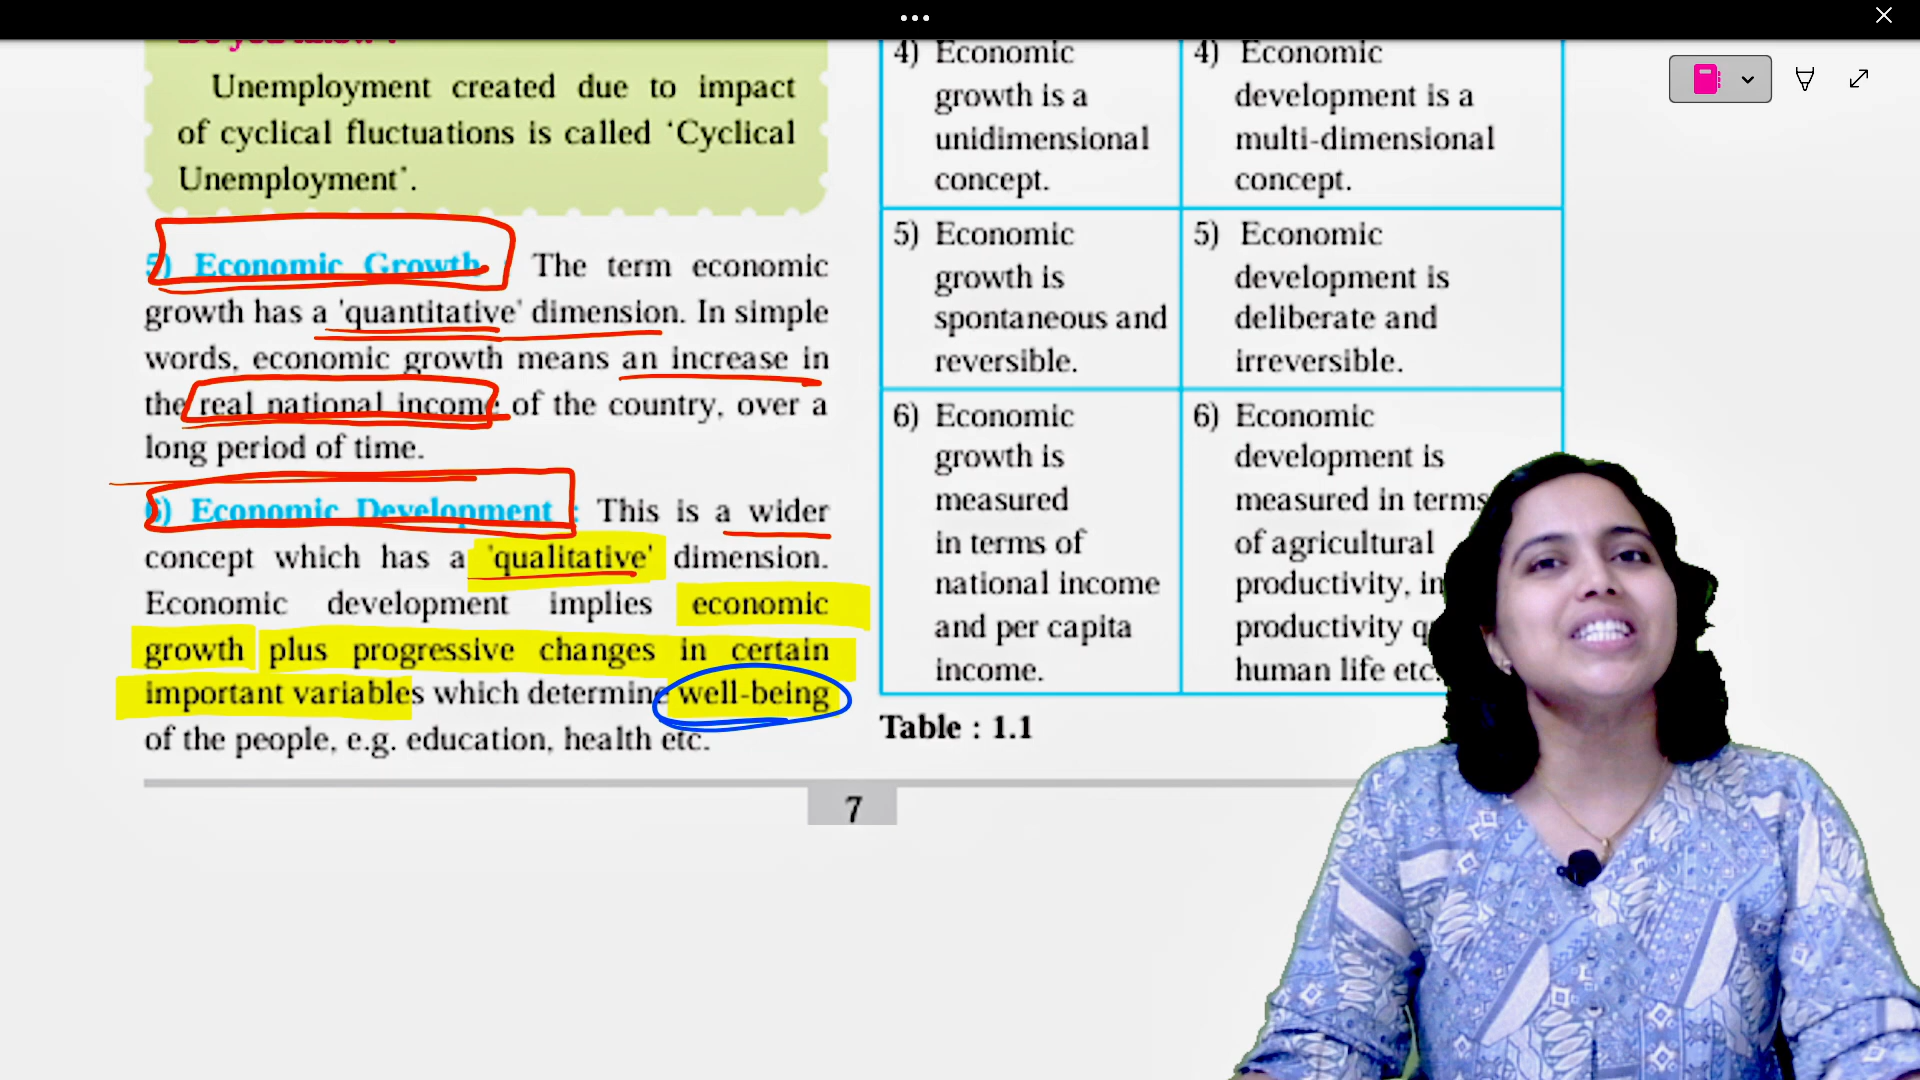 Do you know ?
Unemployment created due to impact
of cyclical fluctuations is called ‘Cyclical
Unemployment’.
5) Economic Growth : The term economic
growth has a 'quantitative' dimension. In simple
words, economic growth means an increase in
the real national income of the country, over a
long period of time.
6) Economic Development : This is a wider
concept which has a 'qualitative' dimension.
Economic development implies economic
growth plus progressive changes in certain
important variables which determine well-being
of the people, e.g. education, health etc.
4) Economic
growth is a
unidimensional
concept.
4) Economic
development is a
multi-dimensional
concept.
5) Economic
growth is
spontaneous and
reversible.
5) Economic
development is
deliberate and
irreversible.
6) Economic
growth is
measured
in terms of
national income
and per capita
income.
6) Economic
development is
measured in terms
of agricultural
productivity,
productivity
human life etc.
Table : 1.1
7